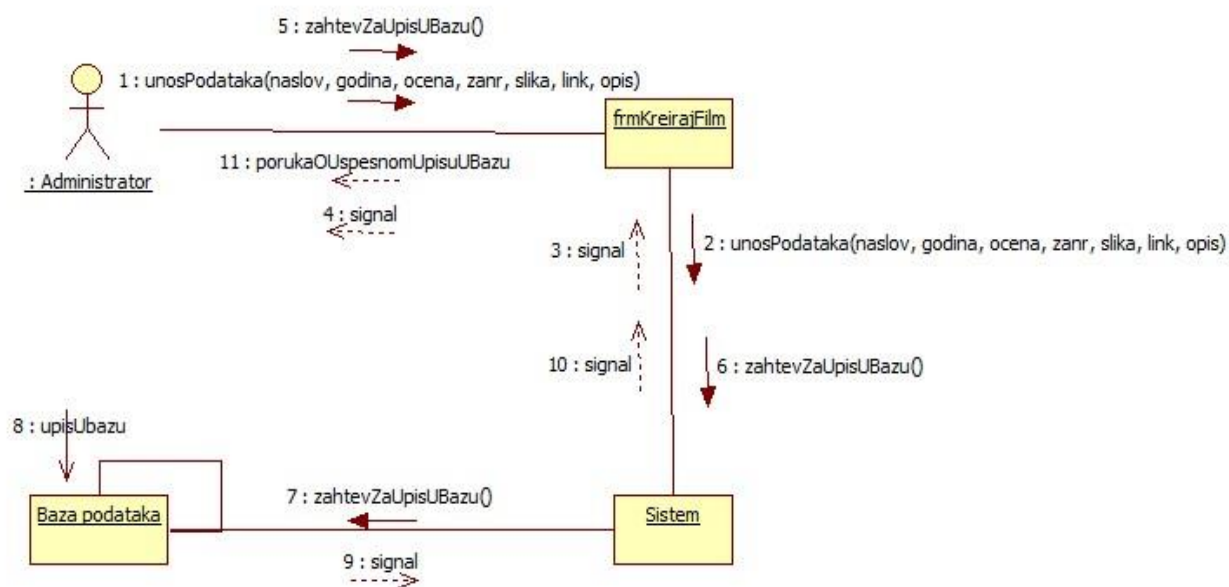 5 : zahtevZaUpisUBazu()
1 : unosPodataka(naslov, godina, ocena, zanr, slika, link, opis)
frmKreirajFilm
11 : porukaOUspesnomUpisuUBazu
: Administrator
4 : signal
3 : signal
2 : unosPodataka(naslov, godina, ocena, zanr, slika, link, opis)
10 : signal
6 : zahtevZaUpisUBazu()
8 : upisUbazu
7 : zahtevZaUpisUBazu()
Baza podataka
Sistem
9 : signal